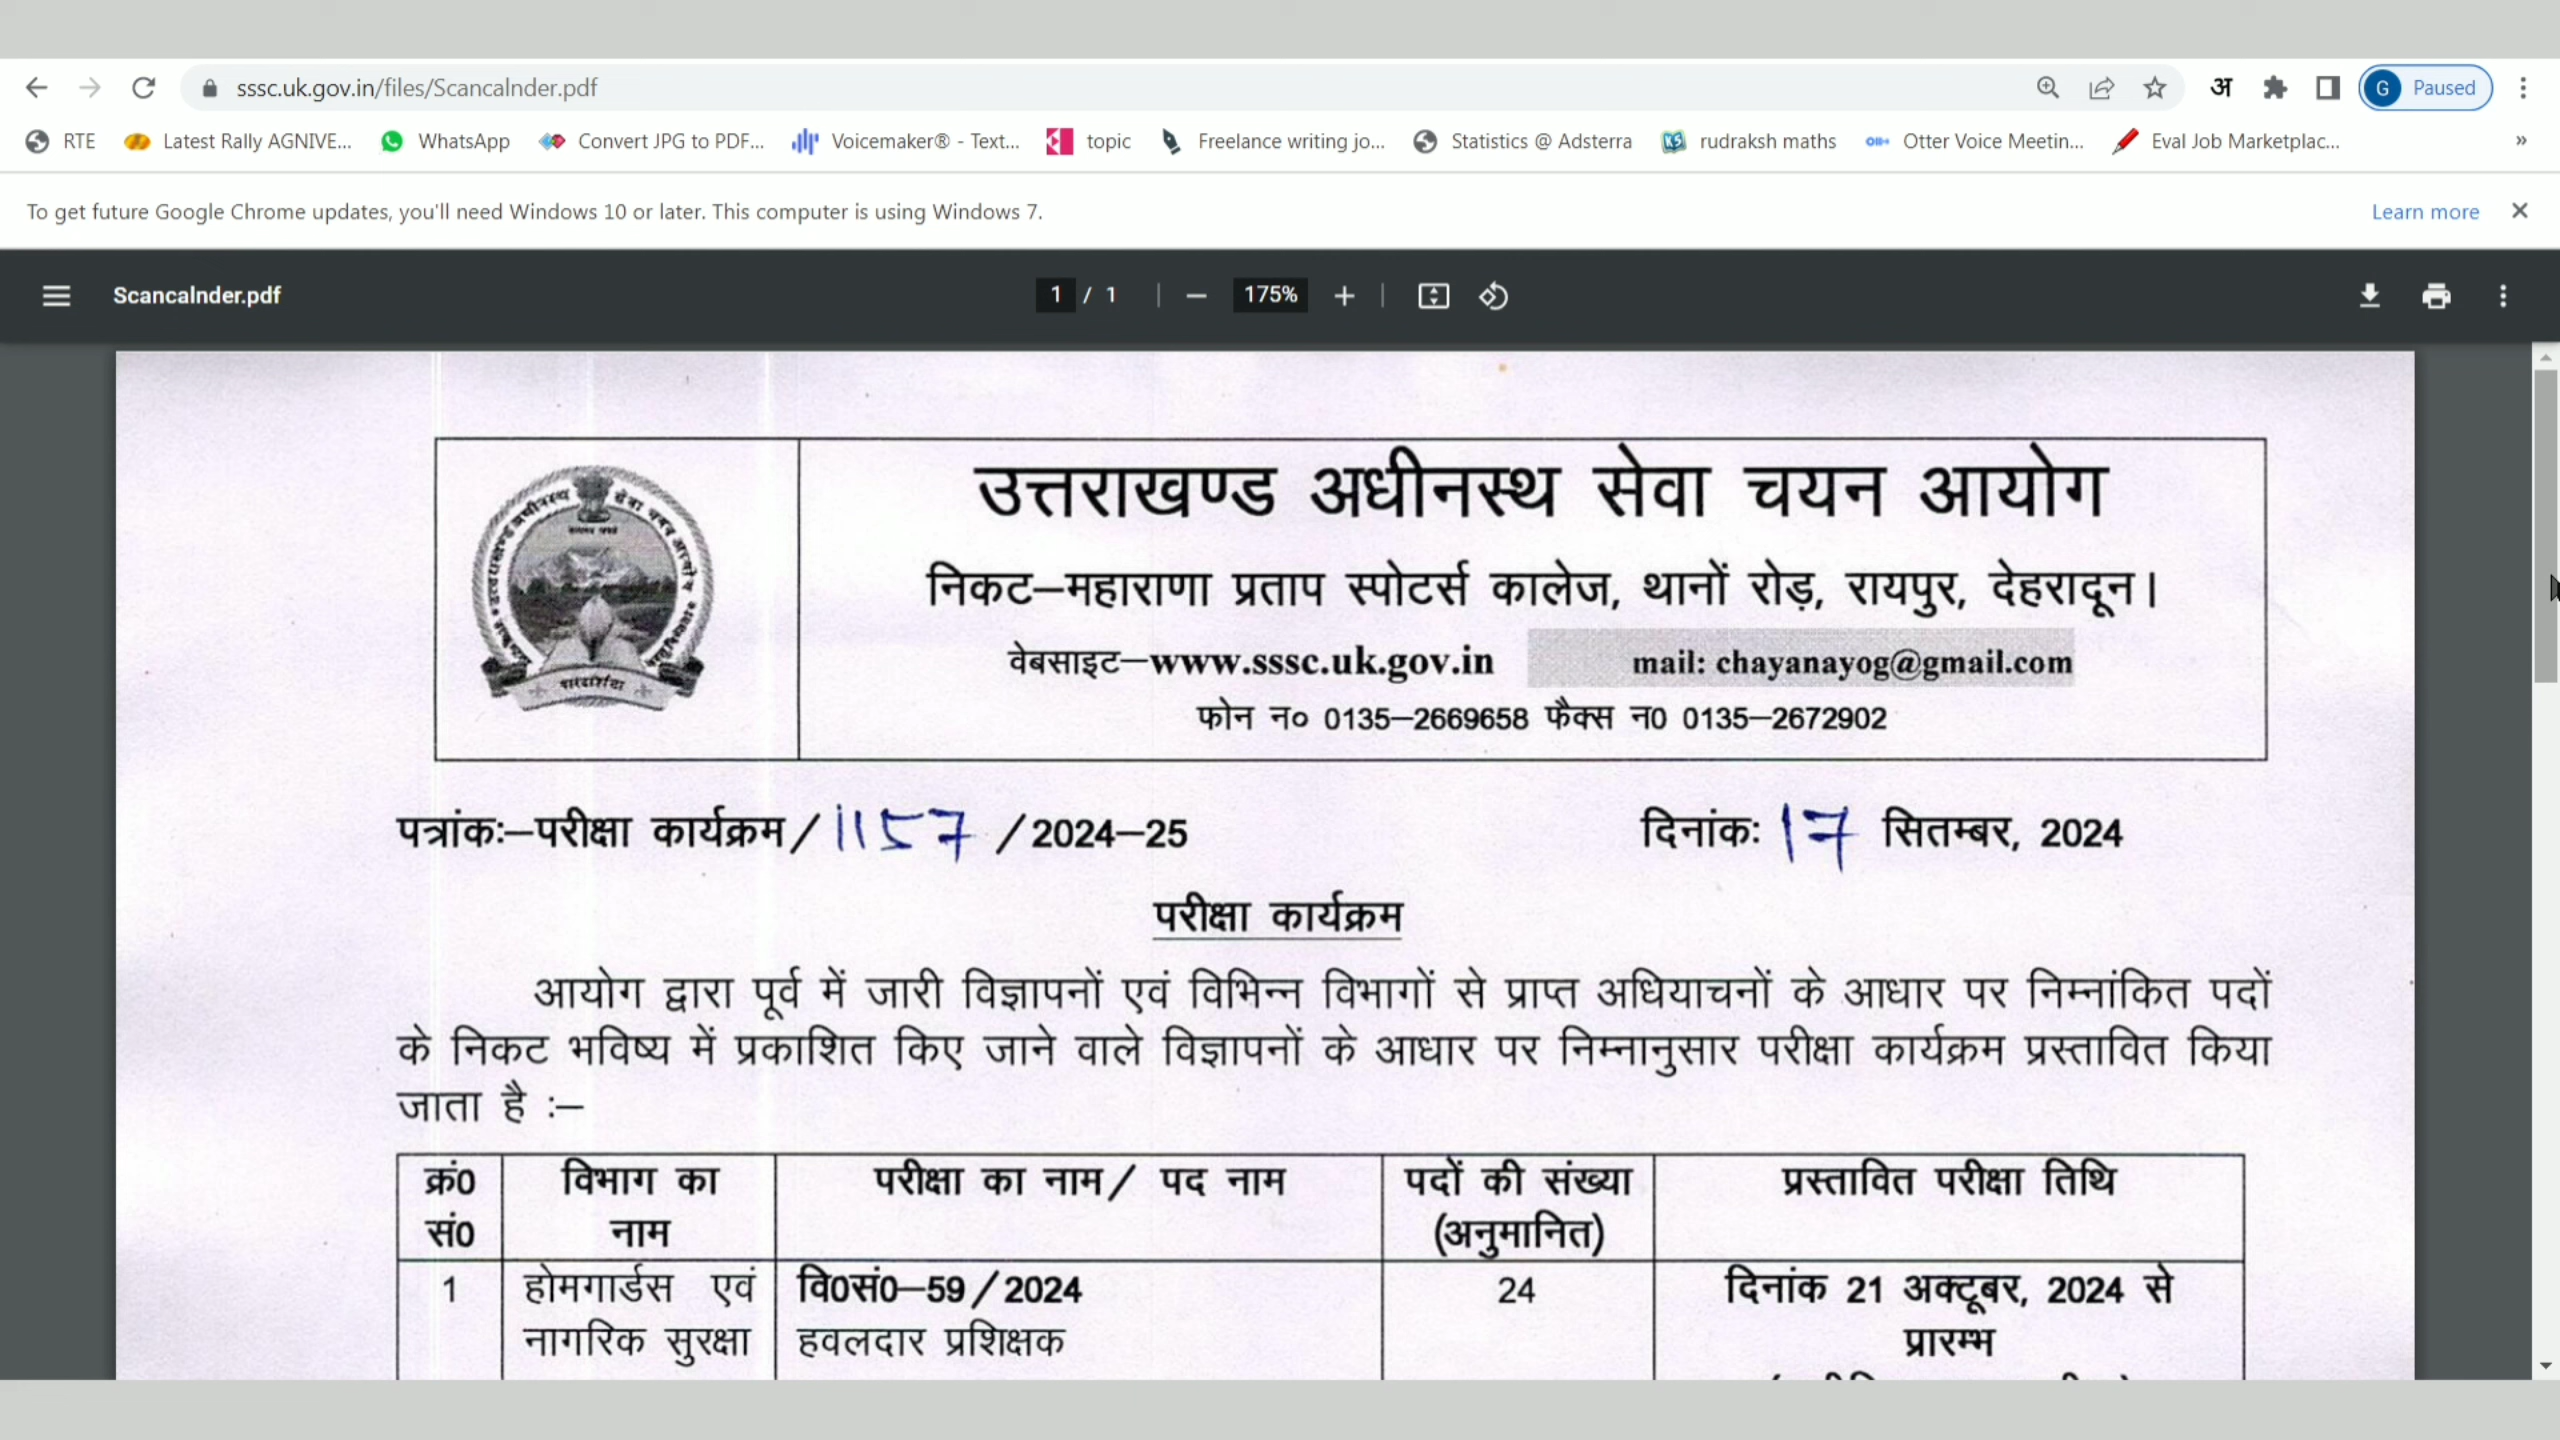 sssc.uk.gov.in/files/Scancalnder.pdf
अ
G Paused
RTE
Latest Rally AGNIVE...
WhatsApp
Convert JPG to PDF...
Voicemaker® - Text...
topic
Freelance writing jo...
Statistics @ Adsterra
rudraksh maths
Otter Voice Meetin...
Eval Job Marketplac...
»
To get future Google Chrome updates, you'll need Windows 10 or later. This computer is using Windows 7.
Learn more
Scancalnder.pdf
1 / 1
175%
उत्तराखण्ड अधीनस्थ सेवा चयन आयोग
निकट–महाराणा प्रताप स्पोटर्स कालेज, थानों रोड़, रायपुर, देहरादून।
वेबसाइट–www.sssc.uk.gov.in mail: chayanayog@gmail.com
फोन न० 0135–2669658 फैक्स न0 0135–2672902
पत्रांकः–परीक्षा कार्यक्रम/1157/2024–25
दिनांकः 17 सितम्बर, 2024
परीक्षा कार्यक्रम
आयोग द्वारा पूर्व में जारी विज्ञापनों एवं विभिन्न विभागों से प्राप्त अधियाचनों के आधार पर निम्नांकित पदों
के निकट भविष्य में प्रकाशित किए जाने वाले विज्ञापनों के आधार पर निम्नानुसार परीक्षा कार्यक्रम प्रस्तावित किया
जाता है :–
क्रं0 विभाग का परीक्षा का नाम/ पद नाम पदों की संख्या प्रस्तावित परीक्षा तिथि
सं0 नाम (अनुमानित)
1 होमगार्डस एवं वि0सं0–59/2024 24 दिनांक 21 अक्टूबर, 2024 से
नागरिक सुरक्षा हवलदार प्रशिक्षक प्रारम्भ